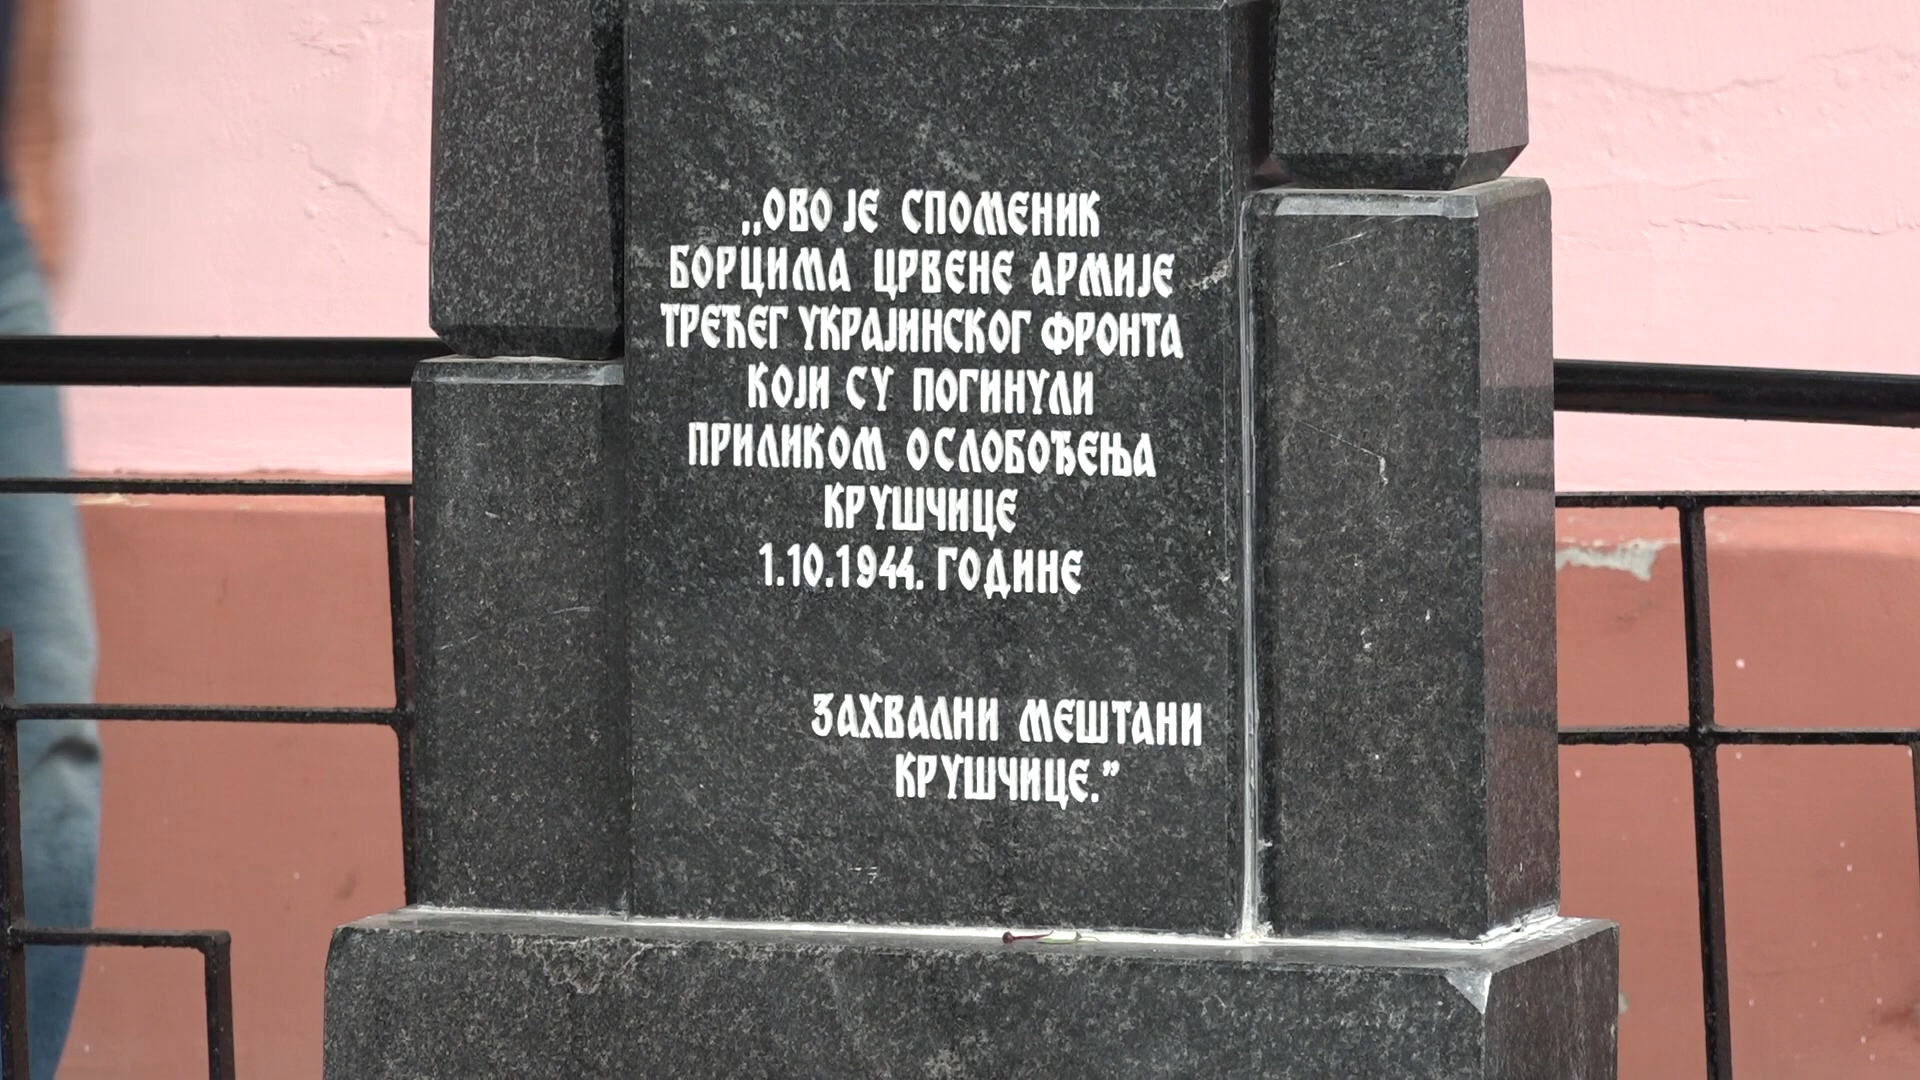 ,,ОВО ЈЕ СПОМЕНИК
БОРЦИМА ЦРВЕНЕ АРМИЈЕ
ТРЕЋЕГ УКРАЈИНСКОГ ФРОНТА
КОЈИ СУ ПОГИНУЛИ
ПРИЛИКОМ ОСЛОБОЂЕЊА
КРУШЧИЦЕ
1.10.1944. ГОДИНЕ
ЗАХВАЛНИ МЕШТАНИ
КРУШЧИЦЕ.”